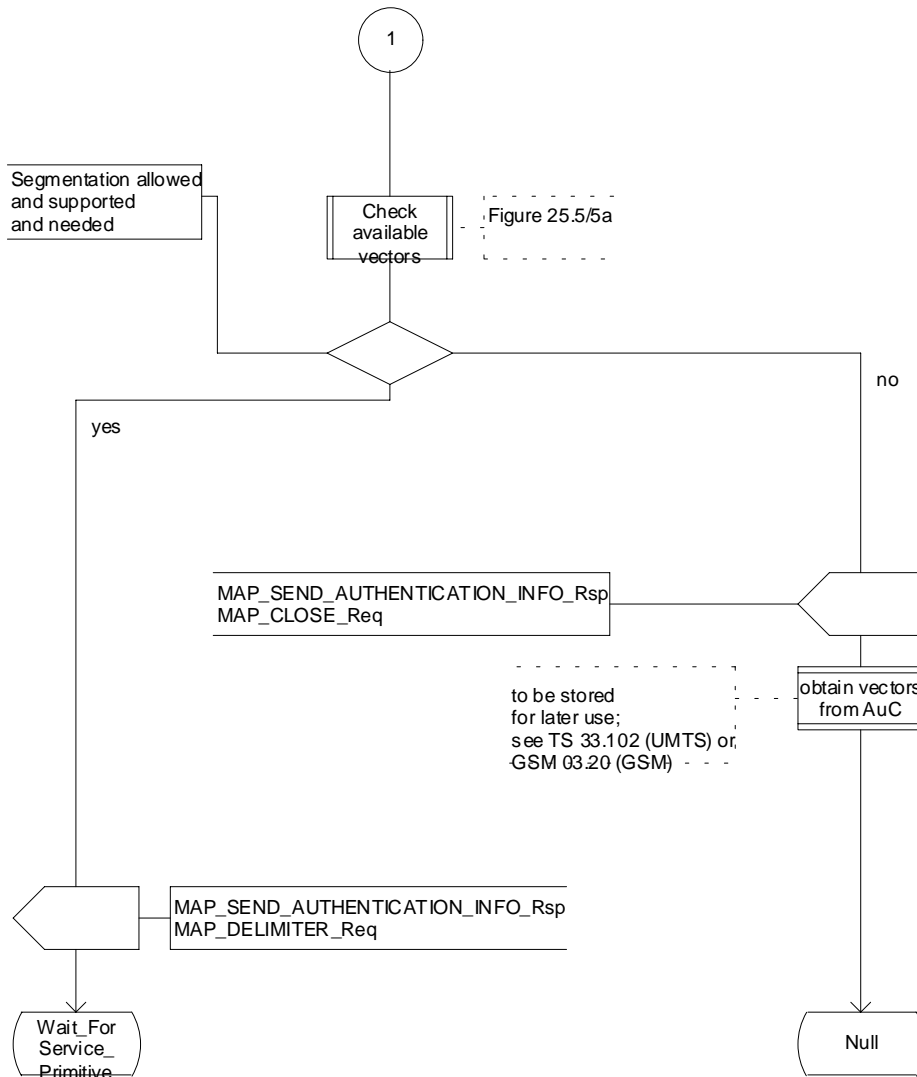 1
Segmentation allowed
and supported
and needed
Check
available
vectors
Figure 25.5/5a
no
yes
MAP_SEND_AUTHENTICATION_INFO_Rsp
MAP_CLOSE_Req
to be stored
for later use;
see TS 33.102 (UMTS) or
GSM 03.20 (GSM)
obtain vectors
from AuC
MAP_SEND_AUTHENTICATION_INFO_Rsp
MAP_DELIMITER_Req
Wait_For
Service_
Primitive
Null